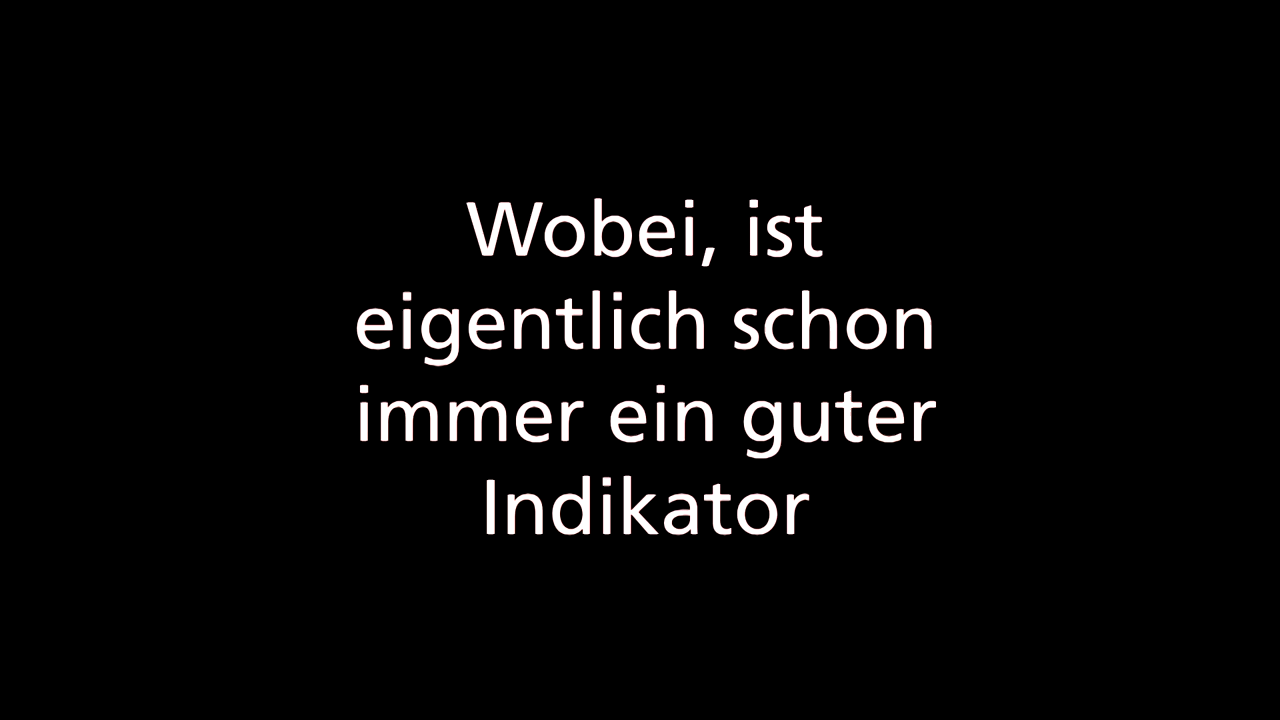 Wobei, ist
eigentlich schon
immer ein guter
Indikator